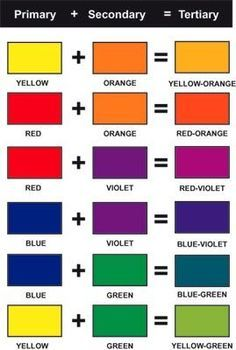 Primary + Secondary = Tertiary
+ =
YELLOW ORANGE YELLOW-ORANGE
+ =
RED ORANGE RED-ORANGE
+ =
RED VIOLET RED-VIOLET
+ =
BLUE VIOLET BLUE-VIOLET
+ =
BLUE GREEN BLUE-GREEN
+ =
YELLOW GREEN YELLOW-GREEN